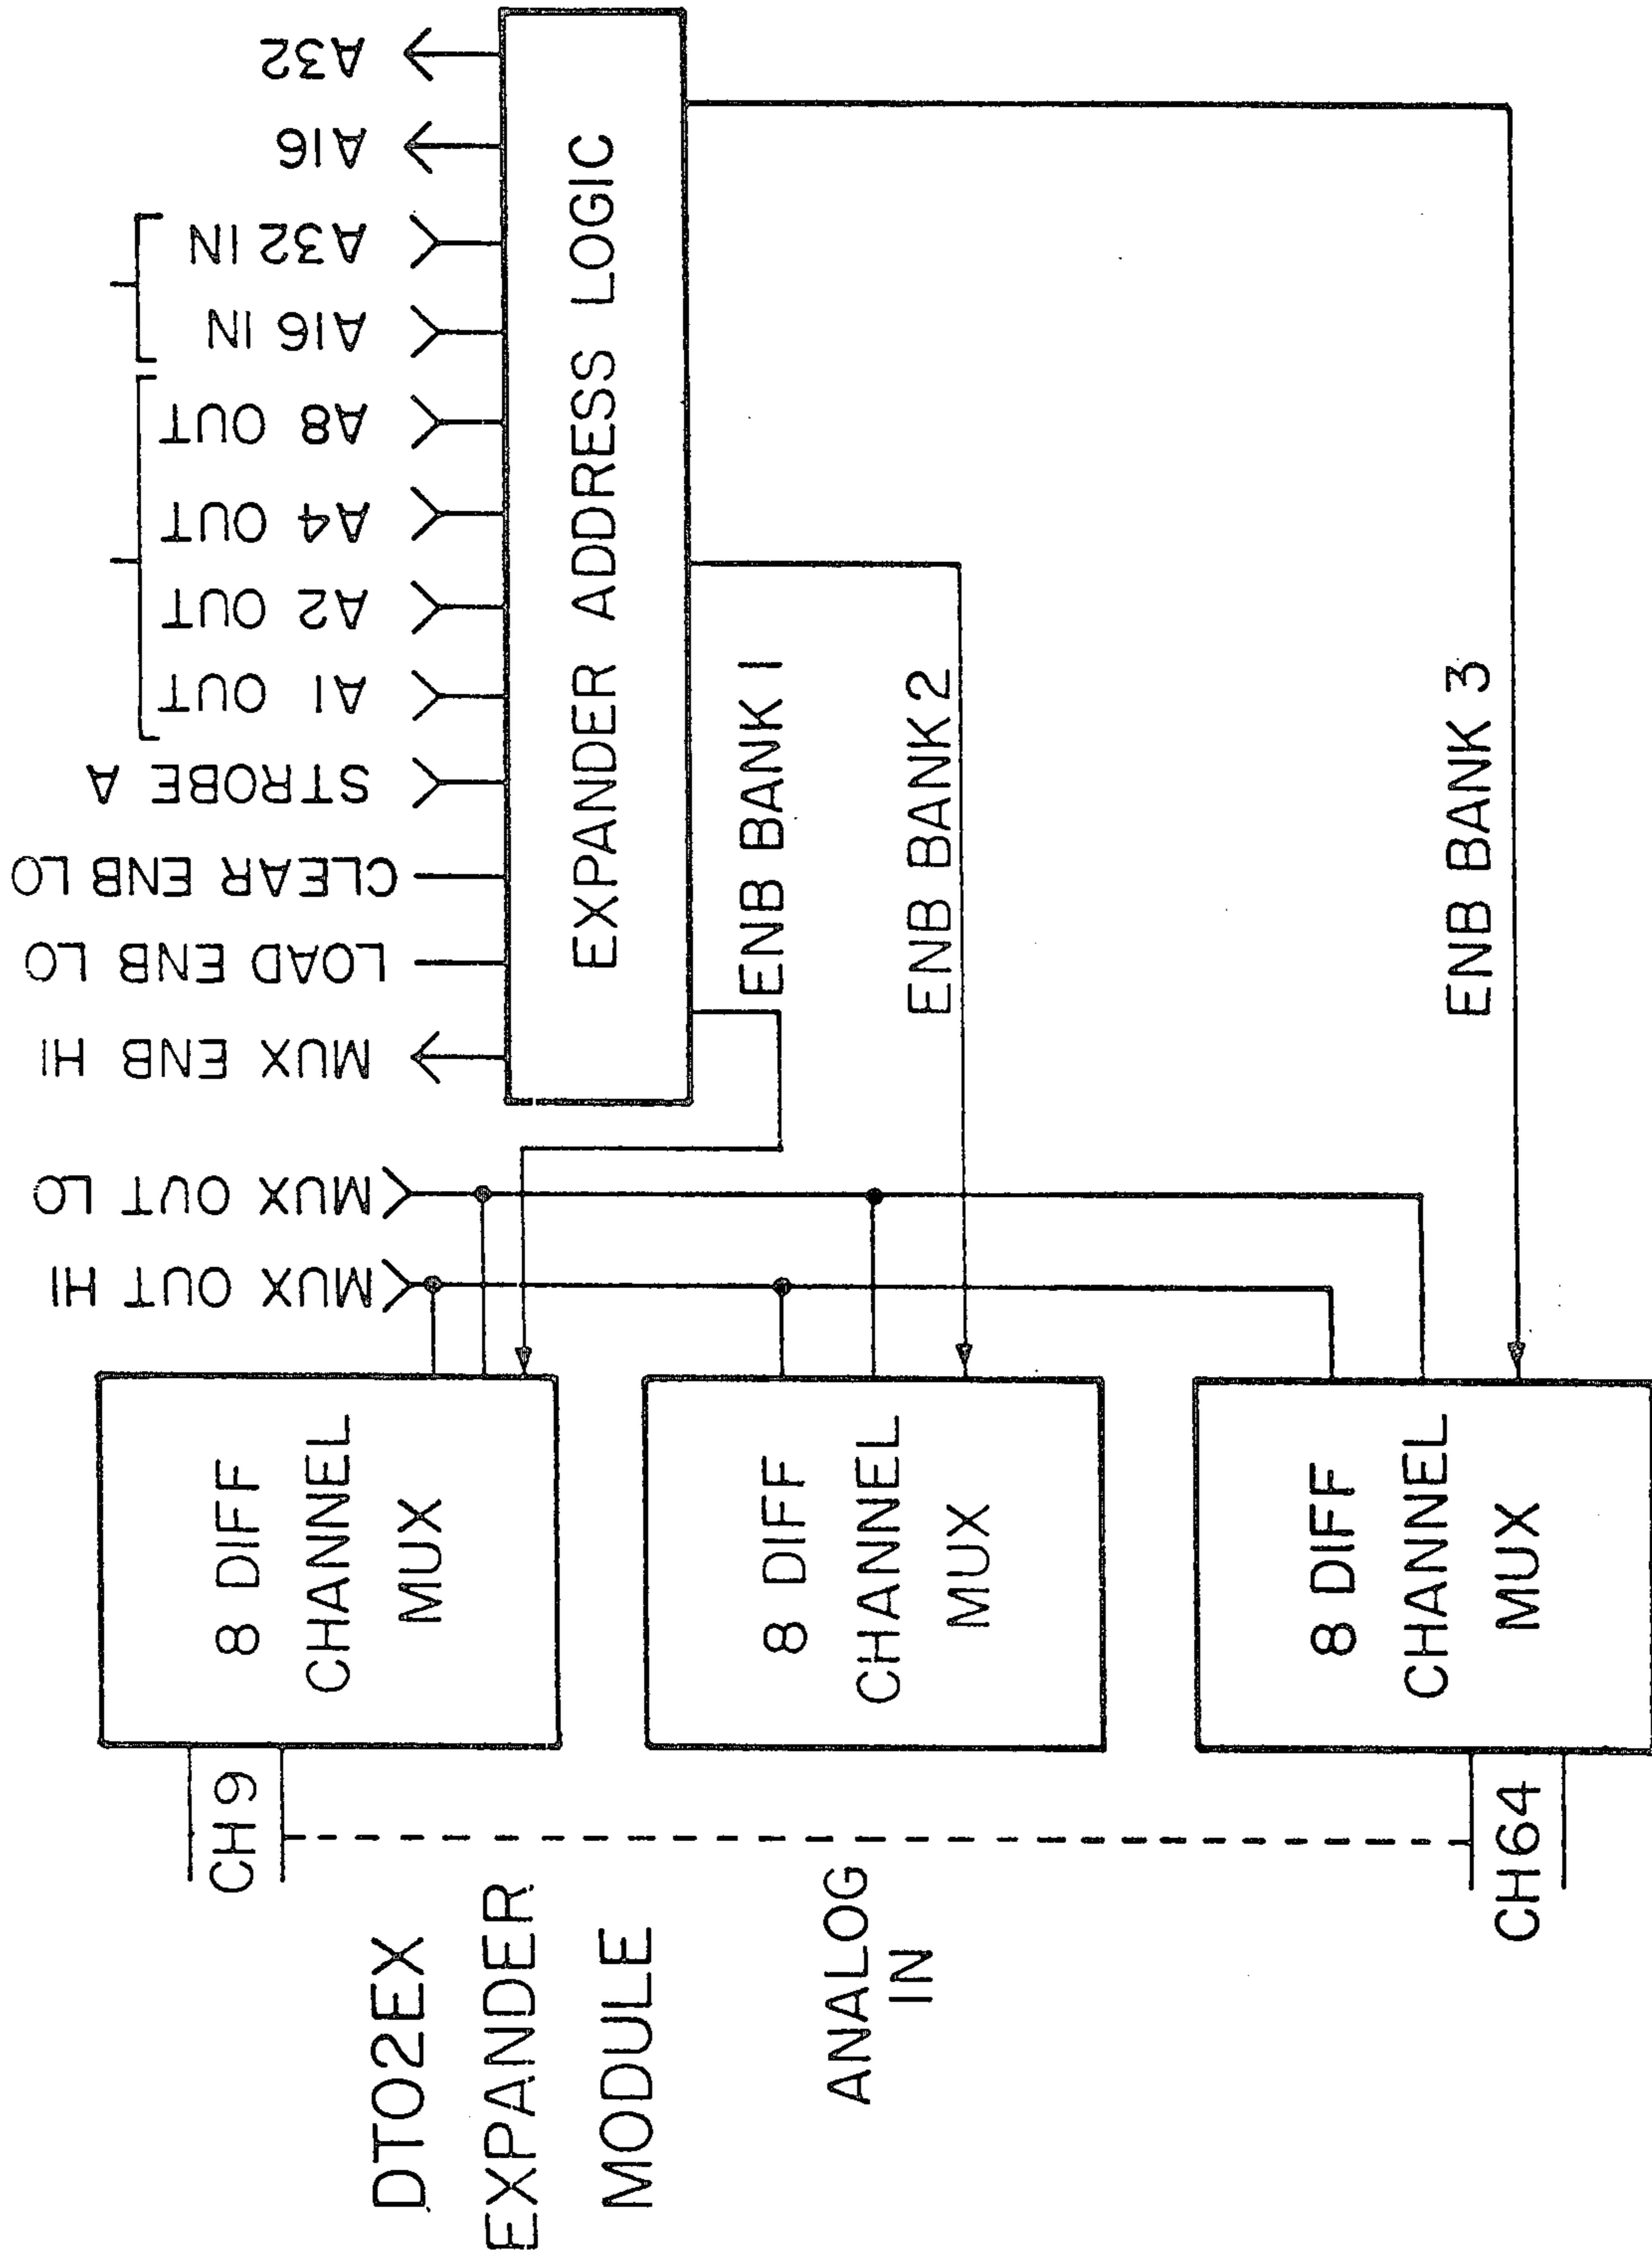 DT02EX
EXPANDER
MODULE
ANALOG
IN
CH 9
CH64
8 DIFF
CHANNEL
MUX
8 DIFF
CHANNEL
MUX
8 DIFF
CHANNEL
MUX
MUX OUT HI
MUX OUT LO
MUX ENB HI
LOAD ENB LO
CLEAR ENB LO
STROBE A
A1 OUT
A2 OUT
A4 OUT
A8 OUT
A16 IN
A32 IN
A16
A32
EXPANDER ADDRESS LOGIC
ENB BANK 1
ENB BANK 2
ENB BANK 3